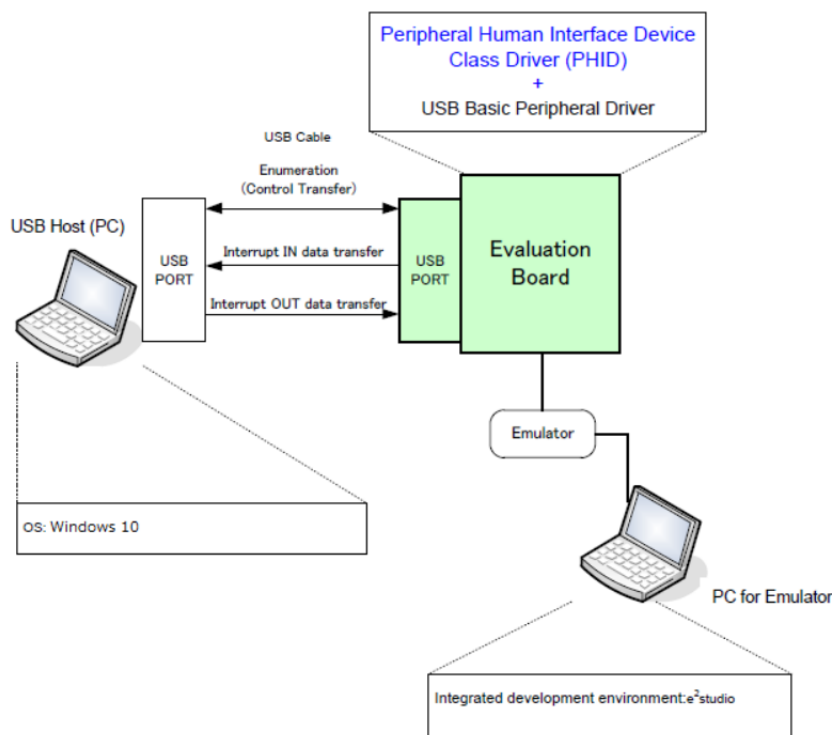 Peripheral Human Interface Device
Class Driver (PHID)
+
USB Basic Peripheral Driver
USB Cable
Enumeration
(Control Transfer)
USB Host (PC)
USB
PORT
Interrupt IN data transfer
Interrupt OUT data transfer
USB
PORT
Evaluation
Board
Emulator
OS: Windows 10
PC for Emulator
Integrated development environment:e²studio